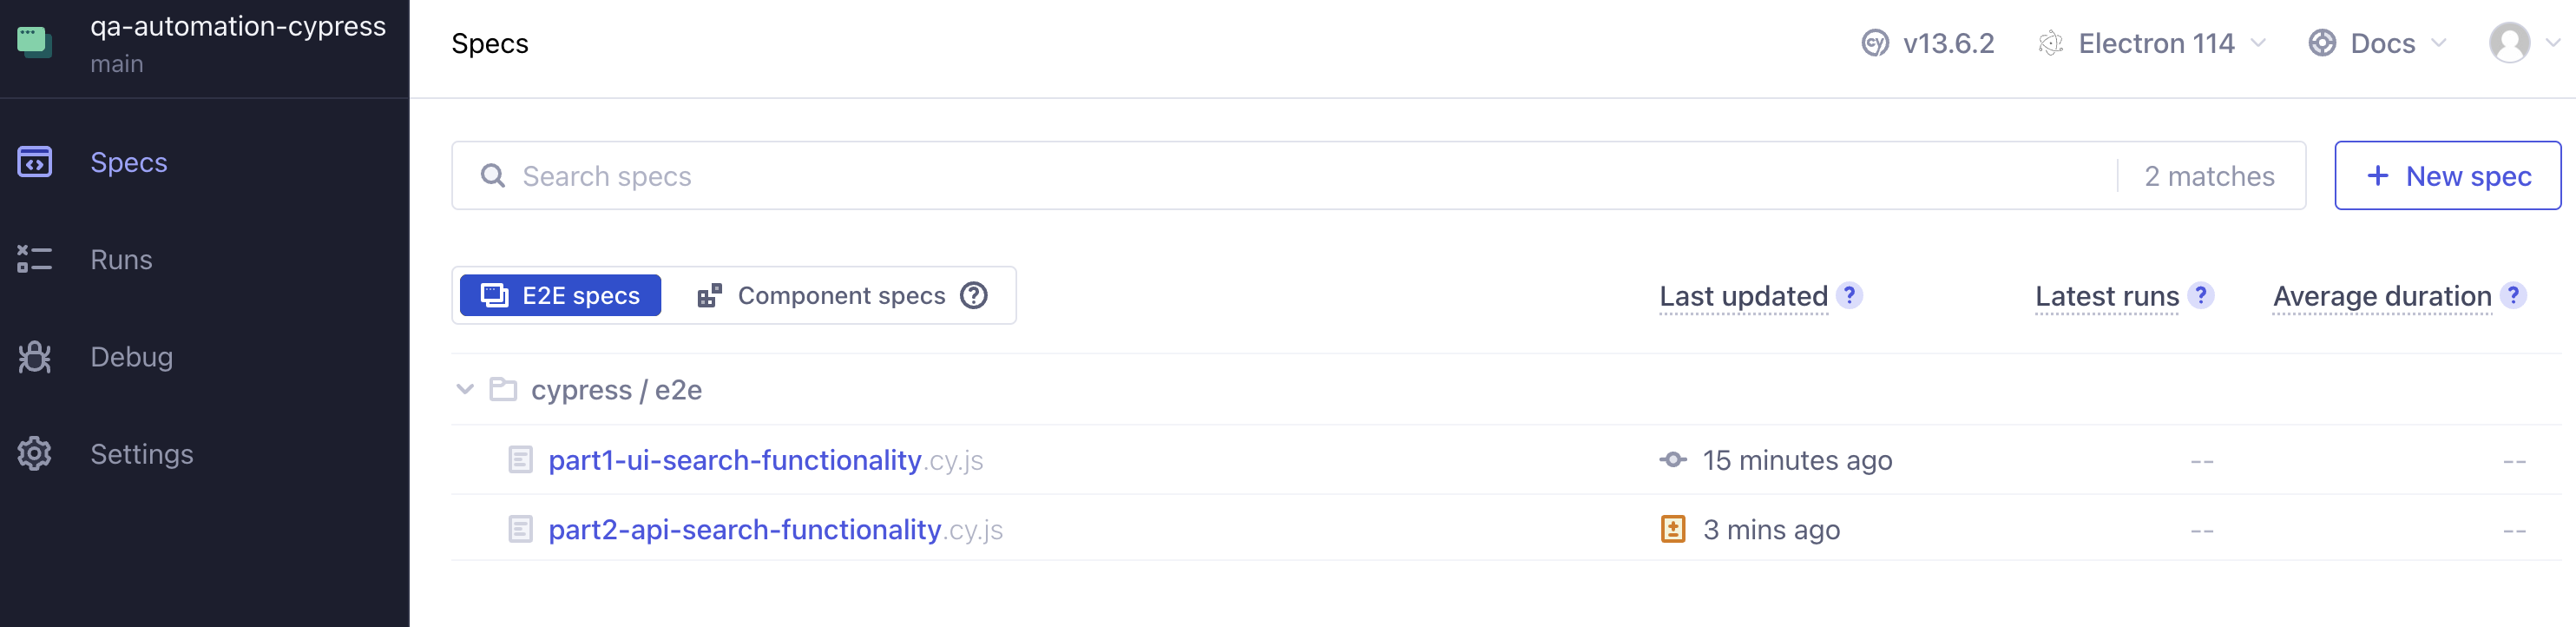 qa-automation-cypress
main
Specs
Runs
Debug
Settings
Specs
v13.6.2
Electron 114
Docs
Search specs
2 matches
+ New spec
E2E specs
Component specs ?
Last updated ?
Latest runs ?
Average duration ?
cypress / e2e
part1-ui-search-functionality.cy.js
15 minutes ago
--
--
part2-api-search-functionality.cy.js
3 mins ago
--
--